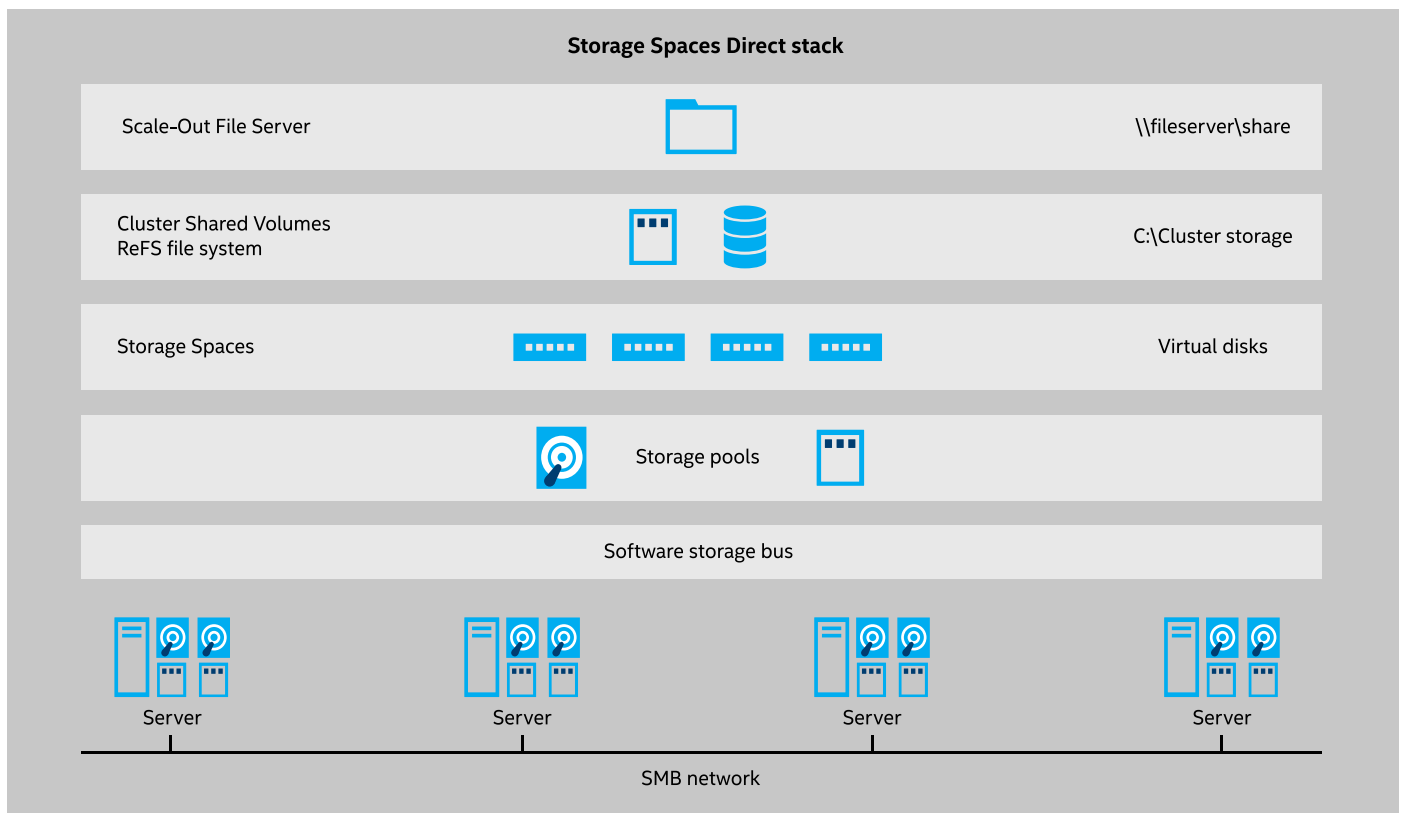 Storage Spaces Direct stack
Scale-Out File Server
\\fileserver\share
Cluster Shared Volumes
ReFS file system
C:\Cluster storage
Storage Spaces
Virtual disks
Storage pools
Software storage bus
Server
Server
Server
Server
SMB network